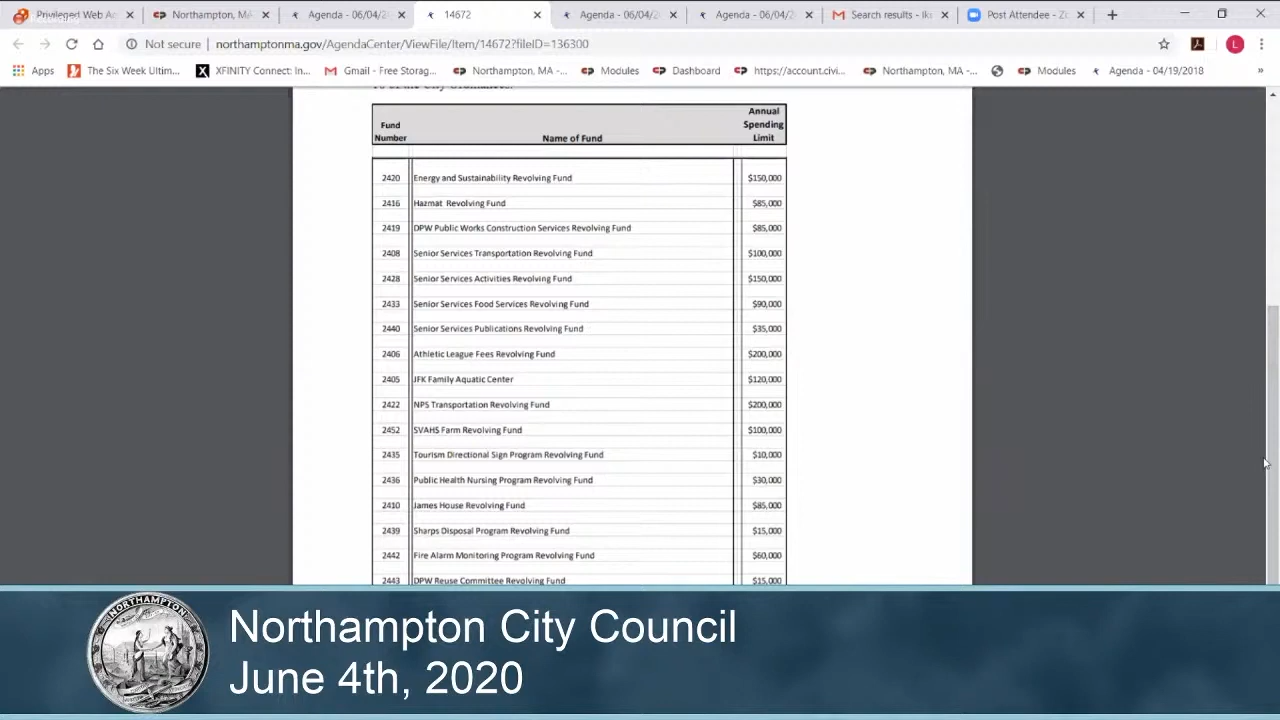 Privileged Web Ac
Northampton, MA
Agenda - 06/04/2
14672
Agenda - 06/04/2
Agenda - 06/04/2
Search results - lko
Post Attendee - Z
Not secure | northamptonma.gov/AgendaCenter/ViewFile/Item/14672?fileID=136300
Apps
The Six Week Ultim...
XFINITY Connect: In...
Gmail - Free Storag...
Northampton, MA -...
Modules
Dashboard
https://account.civi...
Northampton, MA -...
Modules
Agenda - 04/19/2018
»
Fund Number Name of Fund Annual Spending Limit
2420 Energy and Sustainability Revolving Fund $150,000
2416 Hazmat Revolving Fund $85,000
2419 DPW Public Works Construction Services Revolving Fund $85,000
2408 Senior Services Transportation Revolving Fund $100,000
2428 Senior Services Activities Revolving Fund $150,000
2433 Senior Services Food Services Revolving Fund $90,000
2440 Senior Services Publications Revolving Fund $35,000
2406 Athletic League Fees Revolving Fund $200,000
2405 JFK Family Aquatic Center $120,000
2422 NPS Transportation Revolving Fund $200,000
2452 SVAHS Farm Revolving Fund $100,000
2435 Tourism Directional Sign Program Revolving Fund $10,000
2436 Public Health Nursing Program Revolving Fund $30,000
2410 James House Revolving Fund $85,000
2439 Sharps Disposal Program Revolving Fund $15,000
2442 Fire Alarm Monitoring Program Revolving Fund $60,000
2443 DPW Reuse Committee Revolving Fund $15,000
NORTHAMPTON
Northampton City Council
June 4th, 2020